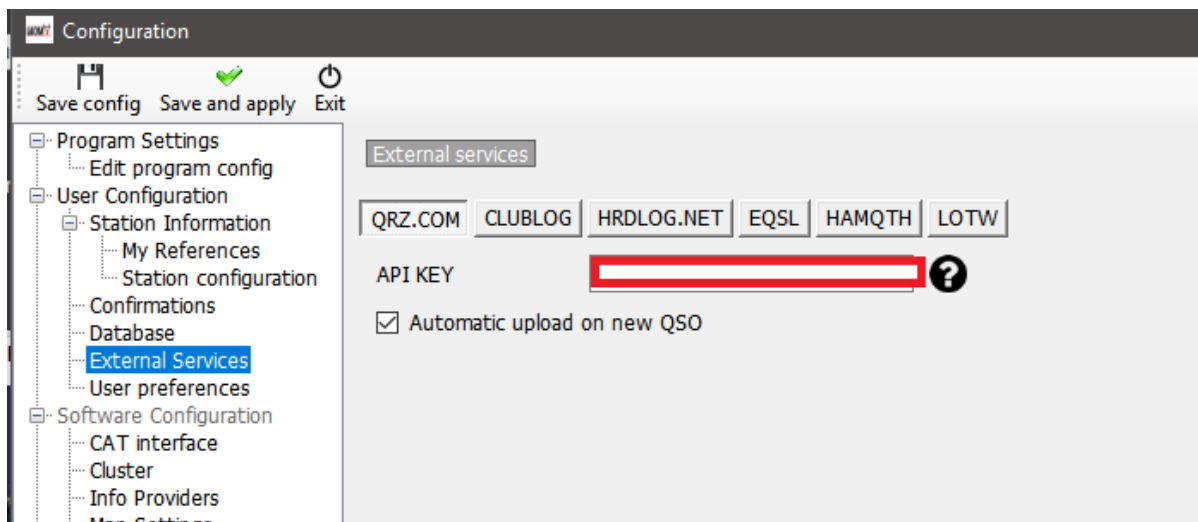 Configuration
Save config Save and apply Exit
Program Settings
Edit program config
User Configuration
Station Information
My References
Station configuration
Confirmations
Database
External Services
User preferences
Software Configuration
CAT interface
Cluster
Info Providers
Map Settings
External services
QRZ.COM CLUBLOG HRDLOG.NET EQSL HAMQTH LOTW
API KEY
?
Automatic upload on new QSO